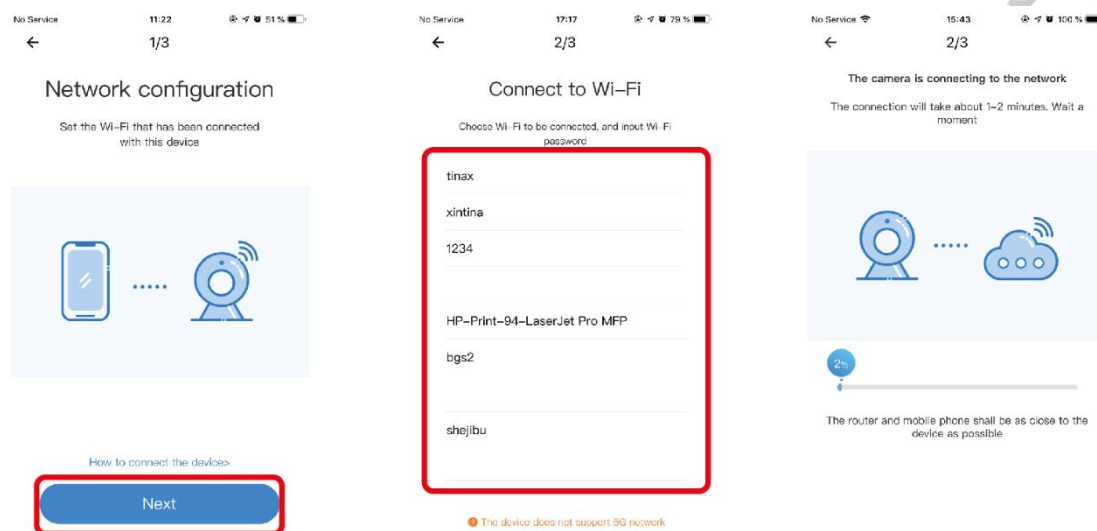 No Service 11:22 51 %
1/3
Network configuration
Set the Wi-Fi that has been connected
with this device
How to connect the device>
Next
No Service 17:17 79 %
2/3
Connect to Wi-Fi
Choose Wi-Fi to be connected, and input Wi-Fi
password
tinax
xintina
1234
HP-Print-94-LaserJet Pro MFP
bgs2
shejibu
The device does not support 5G network
No Service 15:43 100 %
2/3
The camera is connecting to the network
The connection will take about 1-2 minutes. Wait a
moment
2%
The router and mobile phone shall be as close to the
device as possible